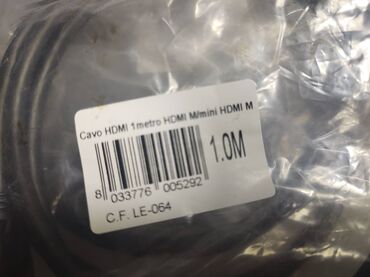 Cavo HDMI 1metro HDMI M/mini HDMI M
1.0M
8 033776 005292
C.F. LE-064